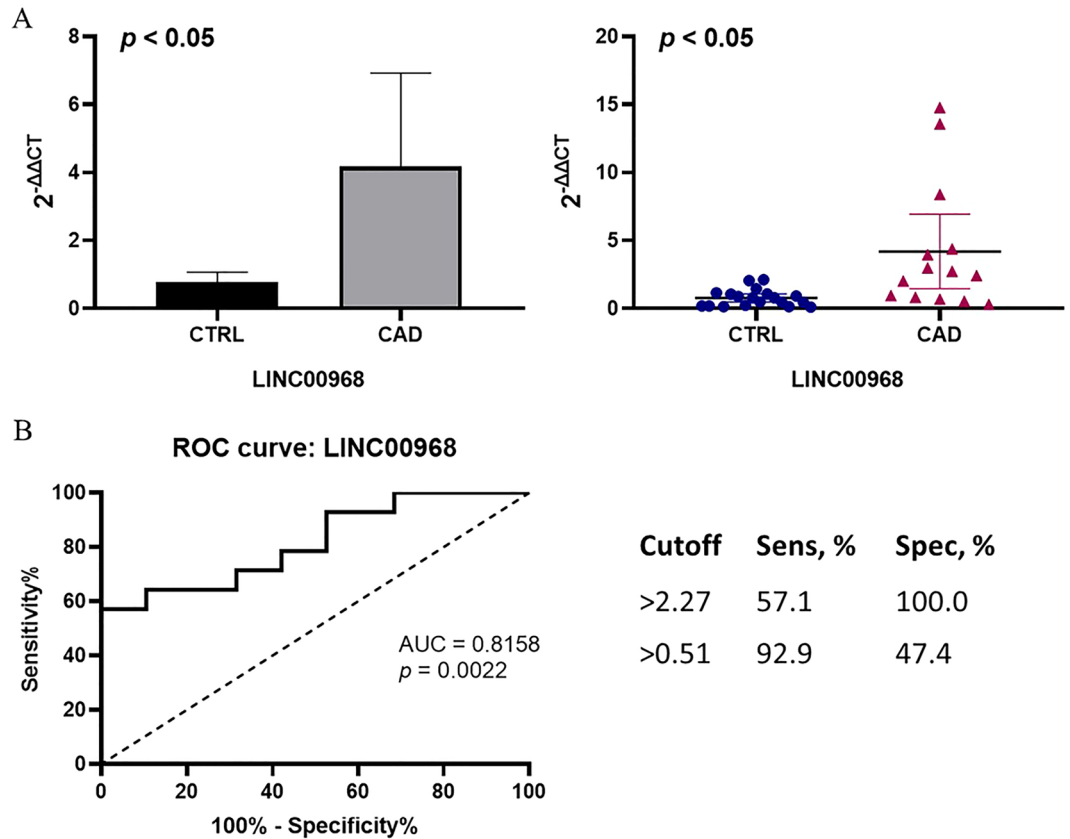 A
p < 0.05
8
6
4
2
0
2^-ΔΔCT
CTRL CAD
LINC00968
p < 0.05
20
15
10
5
0
2^-ΔΔCT
CTRL CAD
LINC00968
B
ROC curve: LINC00968
100
80
60
40
20
0
Sensitivity%
AUC = 0.8158
p = 0.0022
0 20 40 60 80 100
100% - Specificity%
Cutoff Sens, % Spec, %
>2.27 57.1 100.0
>0.51 92.9 47.4